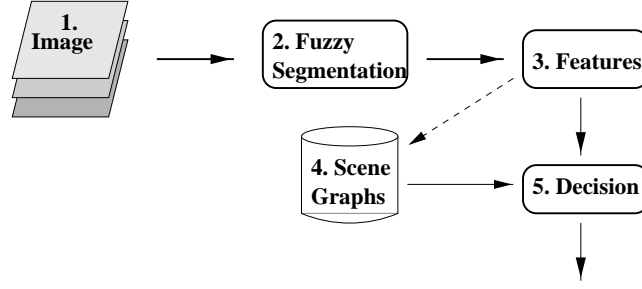 1.
Image
2. Fuzzy
Segmentation
3. Features
4. Scene
Graphs
5. Decision